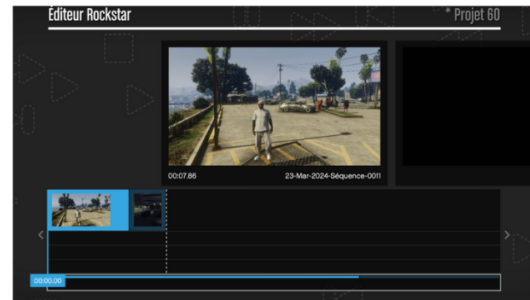 Éditeur Rockstar
* Projet 60
00:07.86
23-Mar-2024-Séquence-0011
00:00.00